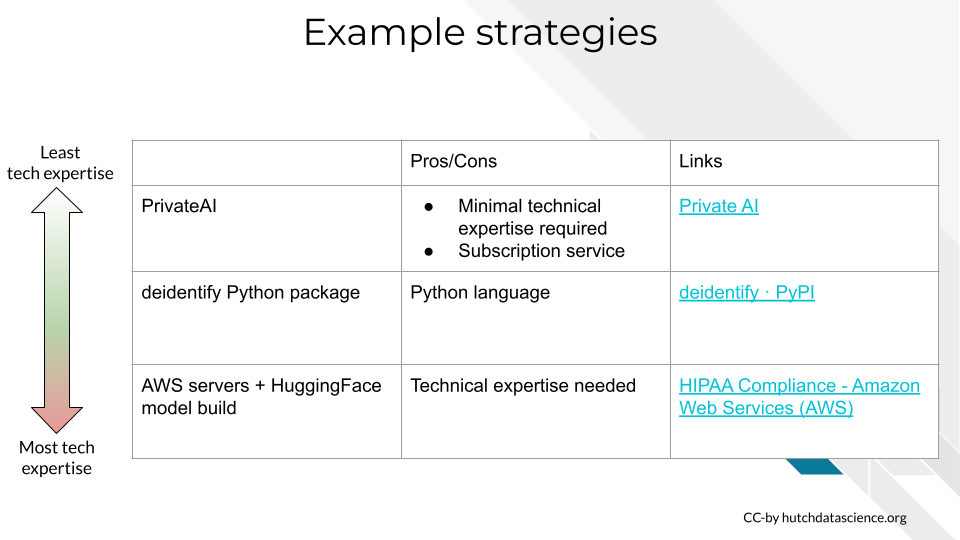 Example strategies
Least
tech expertise
Pros/Cons
Links
PrivateAI
● Minimal technical
expertise required
● Subscription service
Private AI
deidentify Python package
Python language
deidentify · PyPI
AWS servers + HuggingFace
model build
Technical expertise needed
HIPAA Compliance - Amazon
Web Services (AWS)
Most tech
expertise
CC-by hutchdatascience.org